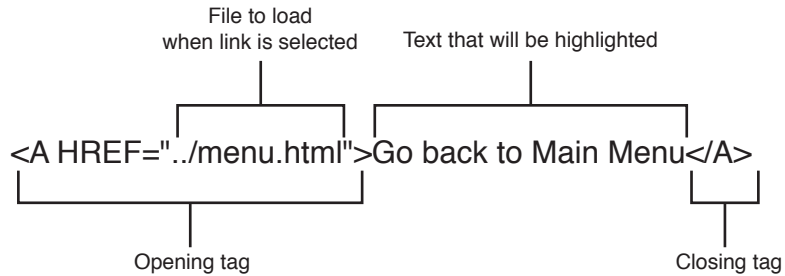 File to load
when link is selected
Text that will be highlighted
<A HREF="../menu.html">Go back to Main Menu</A>
Opening tag
Closing tag